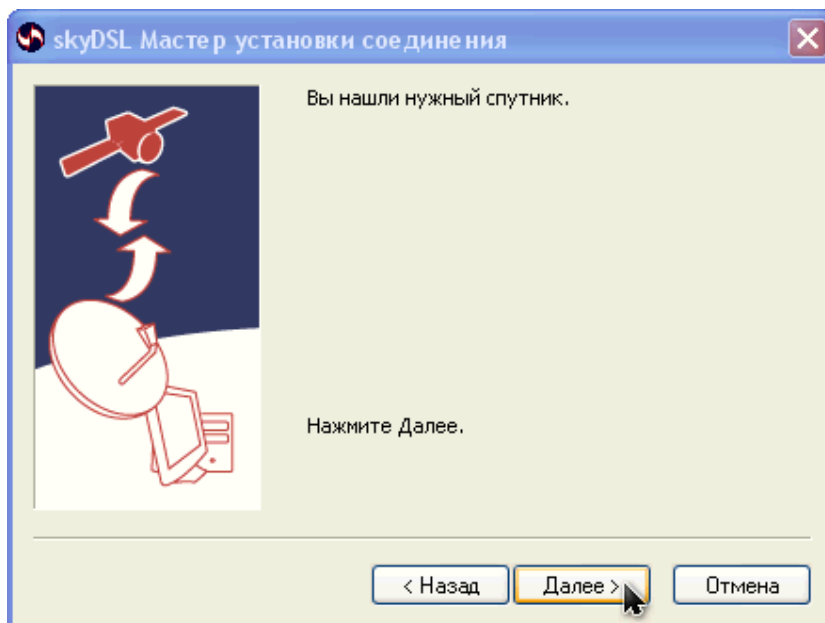 skyDSL Мастер установки соединения
Вы нашли нужный спутник.
Нажмите Далее.
< Назад
Далее >
Отмена